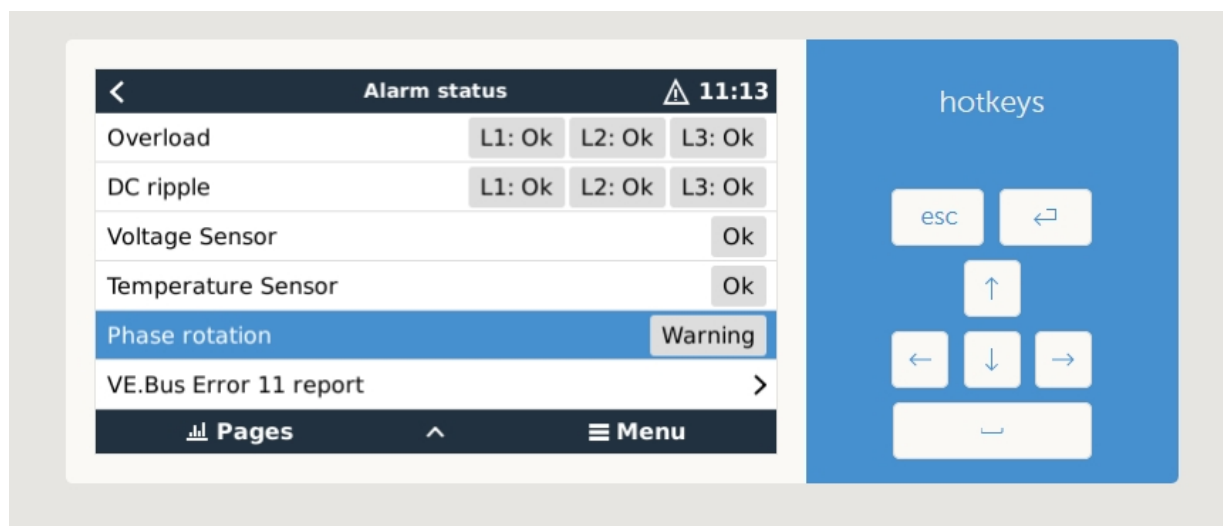 Alarm status 11:13
Overload L1: Ok L2: Ok L3: Ok
DC ripple L1: Ok L2: Ok L3: Ok
Voltage Sensor Ok
Temperature Sensor Ok
Phase rotation Warning
VE.Bus Error 11 report
Pages Menu
hotkeys
esc